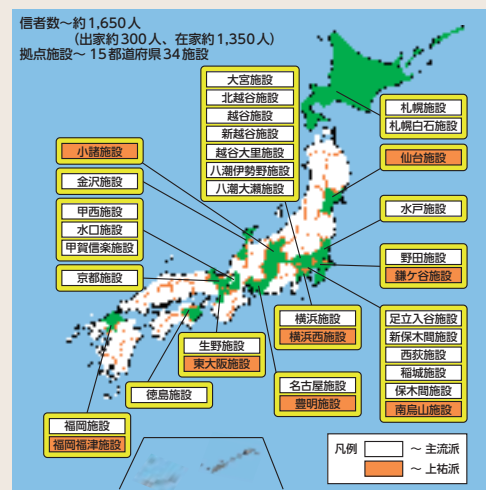 信者数～約1,650人
（出家約300人、在家約1,350人）
拠点施設～ 15都道府県34施設
大宮施設
北越谷施設
越谷施設
新越谷施設
越谷大里施設
八潮伊勢野施設
八潮大瀬施設
札幌施設
札幌白石施設
小諸施設
仙台施設
金沢施設
水戸施設
甲西施設
水口施設
甲賀信楽施設
野田施設
鎌ケ谷施設
京都施設
横浜施設
横浜西施設
足立入谷施設
新保木間施設
西荻施設
稲城施設
保木間施設
南烏山施設
生野施設
東大阪施設
名古屋施設
豊明施設
徳島施設
福岡施設
福岡福津施設
凡例 ～主流派
～上祐派